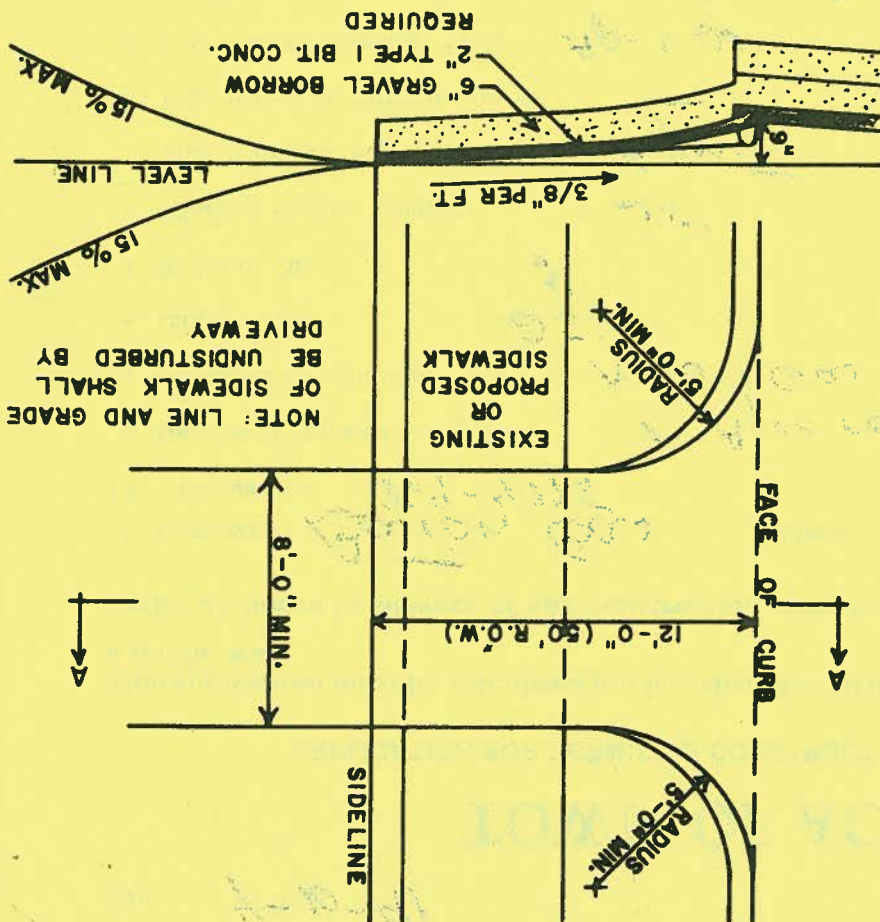 RADIUS
5'-0" MIN.
SIDELINE
A
A
12'-0" (50' R.O.W.)
8'-0" MIN.
FACE OF CURB
RADIUS
5'-0" MIN.
EXISTING
OR
PROPOSED
SIDEWALK
NOTE: LINE AND GRADE
OF SIDEWALK SHALL
BE UNDISTURBED BY
DRIVEWAY
15% MAX.
3/8" PER FT.
LEVEL LINE
6"
15% MAX.
6" GRAVEL BORROW
2" TYPE I BIT. CONC.
REQUIRED